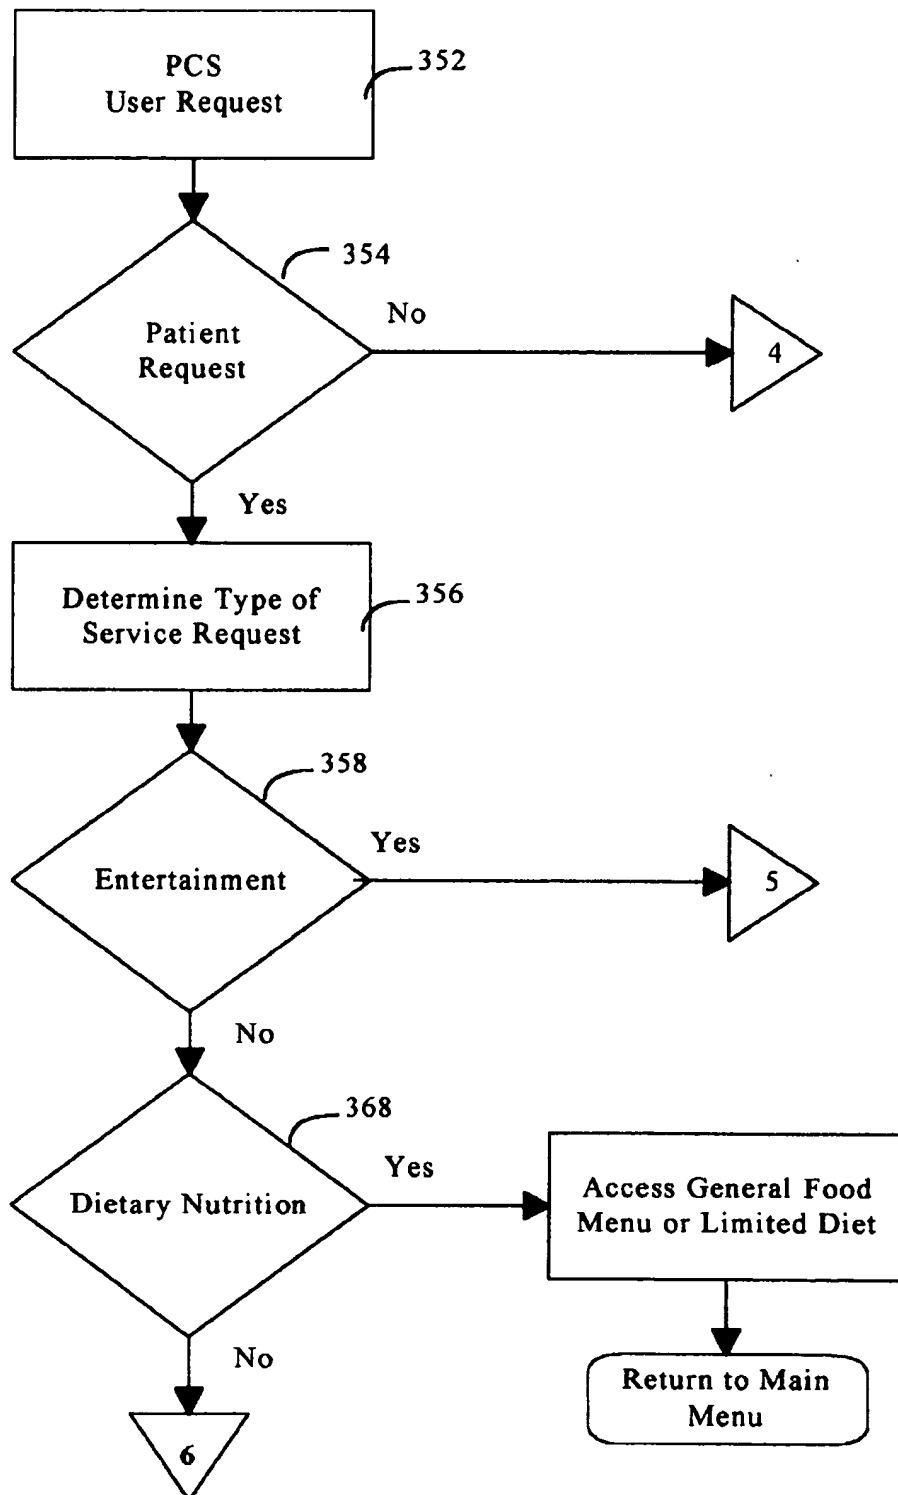 PCS
User Request
352
354
Patient
Request
No
4
Yes
Determine Type of
Service Request
356
358
Entertainment
Yes
5
No
368
Dietary Nutrition
Yes
Access General Food
Menu or Limited Diet
No
Return to Main
Menu
6